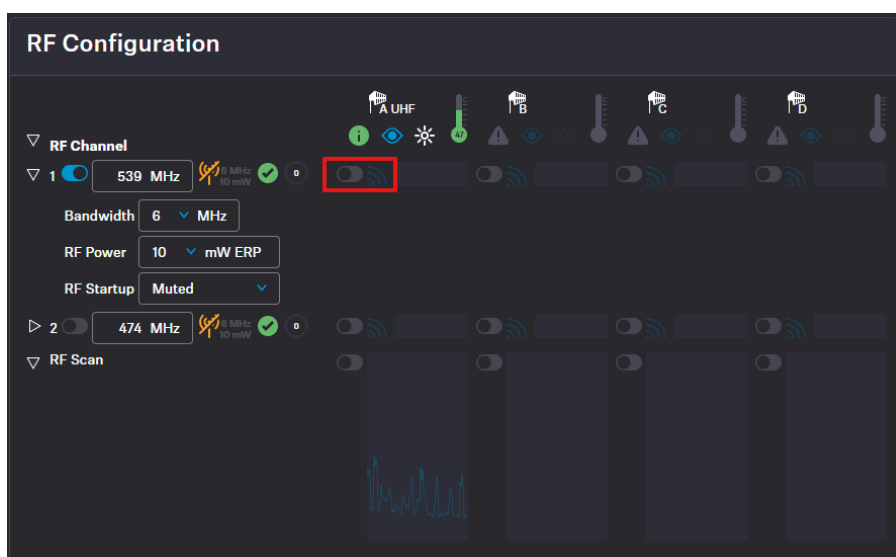 RF Configuration
A UHF
B
C
D
47
RF Channel
1 539 MHz 6 MHz 10 mW 0
Bandwidth 6 MHz
RF Power 10 mW ERP
RF Startup Muted
2 474 MHz 6 MHz 10 mW 0
RF Scan